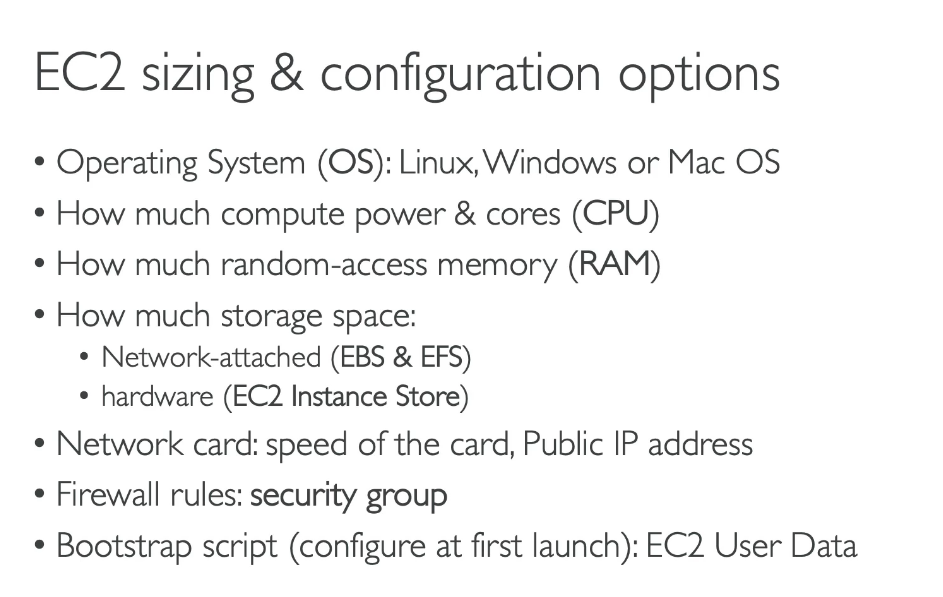 EC2 sizing & configuration options
• Operating System (OS): Linux, Windows or Mac OS
• How much compute power & cores (CPU)
• How much random-access memory (RAM)
• How much storage space:
• Network-attached (EBS & EFS)
• hardware (EC2 Instance Store)
• Network card: speed of the card, Public IP address
• Firewall rules: security group
• Bootstrap script (configure at first launch): EC2 User Data